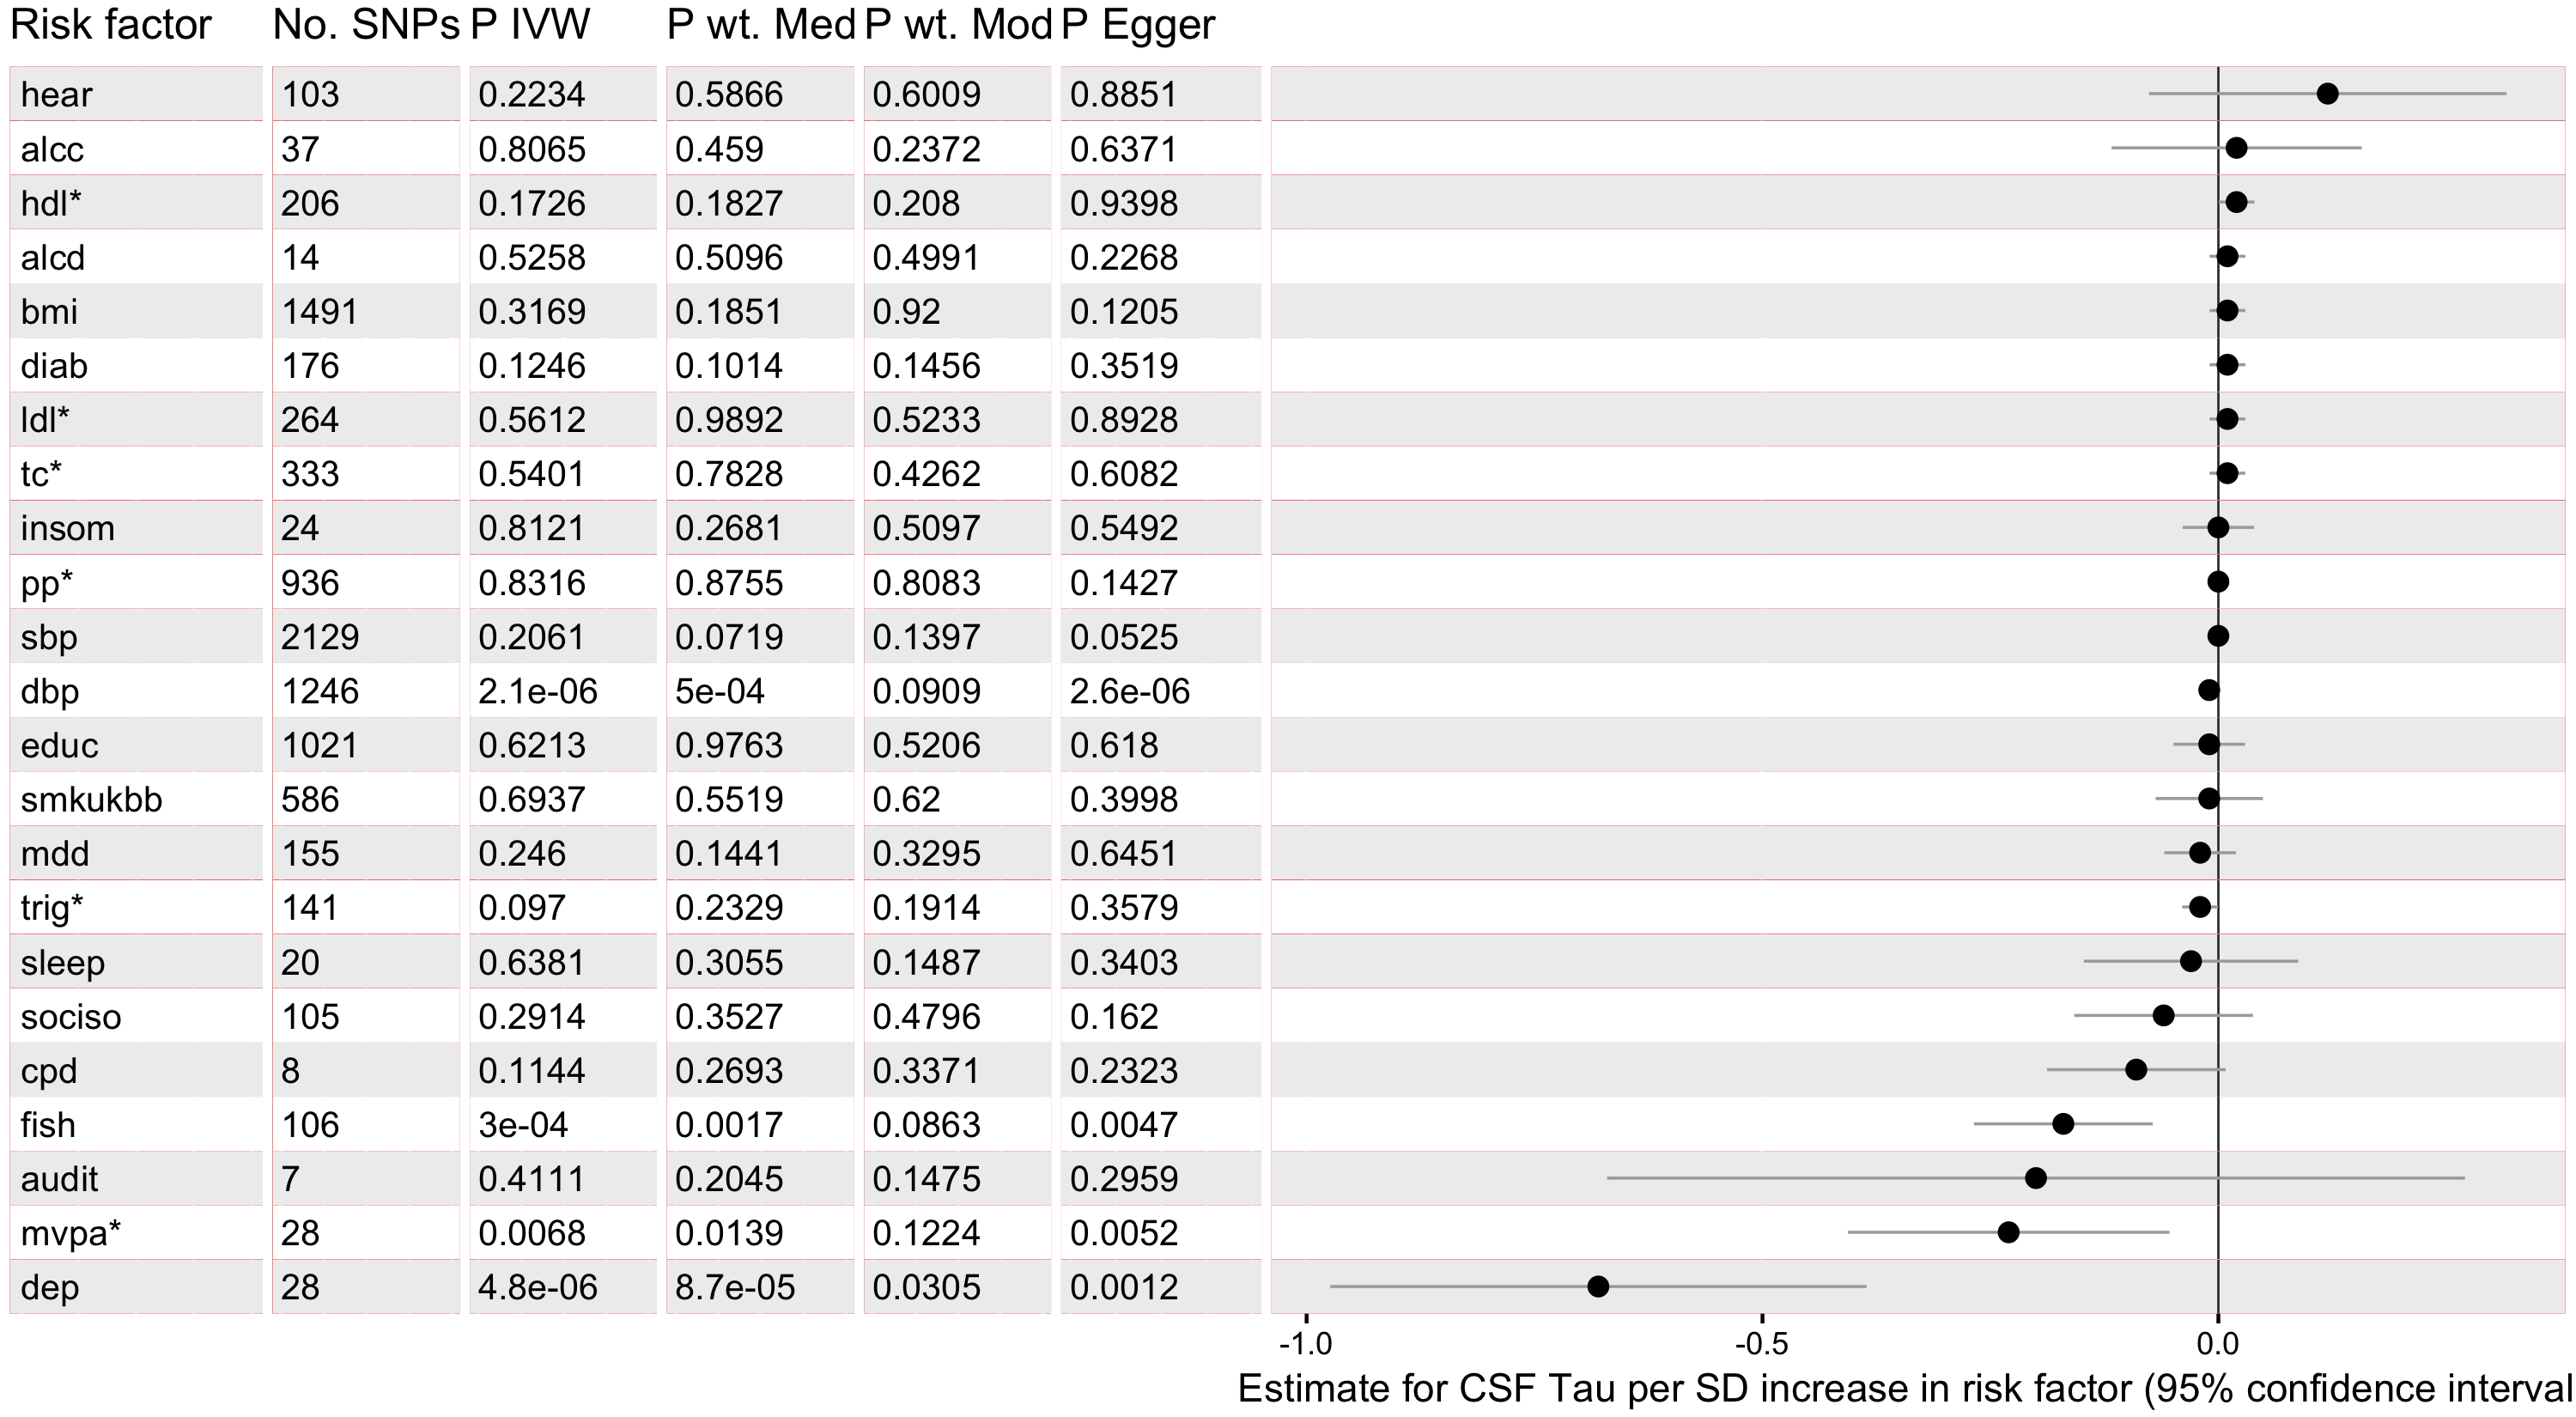 Risk factor No. SNPs P IVW P wt. Med P wt. Mod P Egger
hear 103 0.2234 0.5866 0.6009 0.8851
alcc 37 0.8065 0.459 0.2372 0.6371
hdl* 206 0.1726 0.1827 0.208 0.9398
alcd 14 0.5258 0.5096 0.4991 0.2268
bmi 1491 0.3169 0.1851 0.92 0.1205
diab 176 0.1246 0.1014 0.1456 0.3519
ldl* 264 0.5612 0.9892 0.5233 0.8928
tc* 333 0.5401 0.7828 0.4262 0.6082
insom 24 0.8121 0.2681 0.5097 0.5492
pp* 936 0.8316 0.8755 0.8083 0.1427
sbp 2129 0.2061 0.0719 0.1397 0.0525
dbp 1246 2.1e-06 5e-04 0.0909 2.6e-06
educ 1021 0.6213 0.9763 0.5206 0.618
smkukbb 586 0.6937 0.5519 0.62 0.3998
mdd 155 0.246 0.1441 0.3295 0.6451
trig* 141 0.097 0.2329 0.1914 0.3579
sleep 20 0.6381 0.3055 0.1487 0.3403
sociso 105 0.2914 0.3527 0.4796 0.162
cpd 8 0.1144 0.2693 0.3371 0.2323
fish 106 3e-04 0.0017 0.0863 0.0047
audit 7 0.4111 0.2045 0.1475 0.2959
mvpa* 28 0.0068 0.0139 0.1224 0.0052
dep 28 4.8e-06 8.7e-05 0.0305 0.0012
-1.0 -0.5 0.0
Estimate for CSF Tau per SD increase in risk factor (95% confidence interval